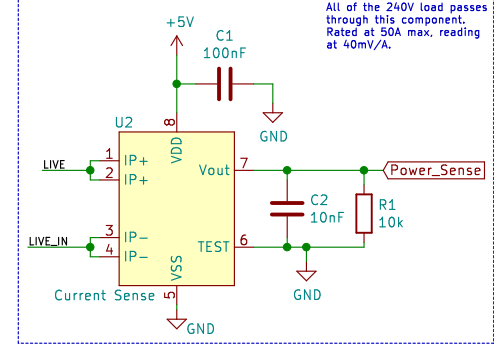 All of the 240V load passes
through this component.
Rated at 50A max, reading
at 40mV/A.
+5V
C1
100nF
GND
U2
8
VDD
LIVE
1
IP+
2
IP+
Vout
7
Power_Sense
C2
10nF
R1
10k
LIVE_IN
3
IP-
4
IP-
TEST
6
VSS
5
Current Sense
GND
GND